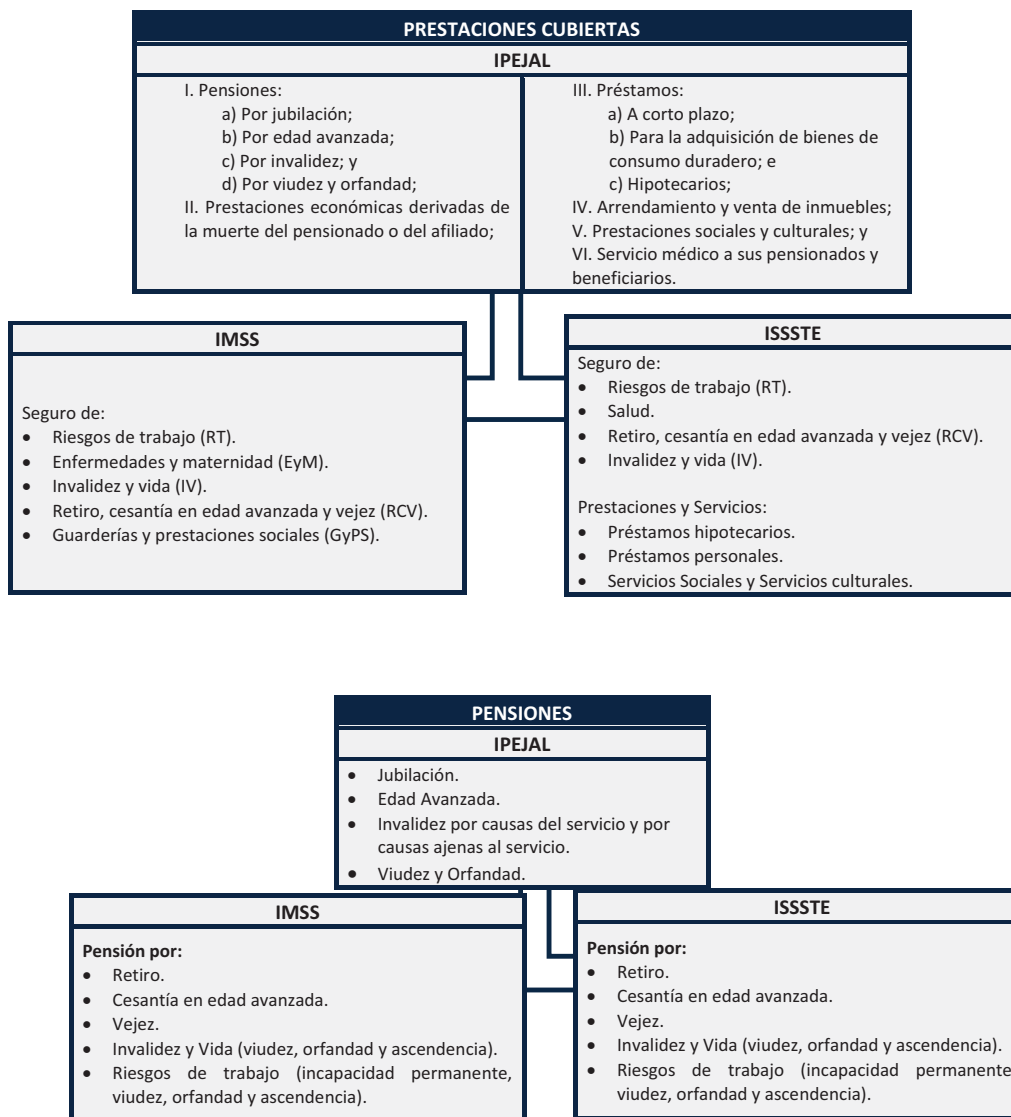 PRESTACIONES CUBIERTAS
IPEJAL
I. Pensiones:
a) Por jubilación;
b) Por edad avanzada;
c) Por invalidez; y
d) Por viudez y orfandad;
II. Prestaciones económicas derivadas de
la muerte del pensionado o del afiliado;
III. Préstamos:
a) A corto plazo;
b) Para la adquisición de bienes de
consumo duradero; e
c) Hipotecarios;
IV. Arrendamiento y venta de inmuebles;
V. Prestaciones sociales y culturales; y
VI. Servicio médico a sus pensionados y
beneficiarios.
IMSS
Seguro de:
• Riesgos de trabajo (RT).
• Enfermedades y maternidad (EyM).
• Invalidez y vida (IV).
• Retiro, cesantía en edad avanzada y vejez (RCV).
• Guarderías y prestaciones sociales (GyPS).
ISSSTE
Seguro de:
• Riesgos de trabajo (RT).
• Salud.
• Retiro, cesantía en edad avanzada y vejez (RCV).
• Invalidez y vida (IV).
Prestaciones y Servicios:
• Préstamos hipotecarios.
• Préstamos personales.
• Servicios Sociales y Servicios culturales.
PENSIONES
IPEJAL
• Jubilación.
• Edad Avanzada.
• Invalidez por causas del servicio y por
causas ajenas al servicio.
• Viudez y Orfandad.
IMSS
Pensión por:
• Retiro.
• Cesantía en edad avanzada.
• Vejez.
• Invalidez y Vida (viudez, orfandad y ascendencia).
• Riesgos de trabajo (incapacidad permanente,
viudez, orfandad y ascendencia).
ISSSTE
Pensión por:
• Retiro.
• Cesantía en edad avanzada.
• Vejez.
• Invalidez y Vida (viudez, orfandad y ascendencia).
• Riesgos de trabajo (incapacidad permanente
viudez, orfandad y ascendencia).